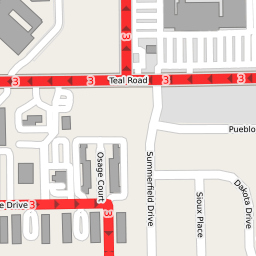 3
3
Teal Road
3
3
Pueblo
Osage Court
Summerfield Drive
Sioux Place
Dakota Drive
e Drive
3
3